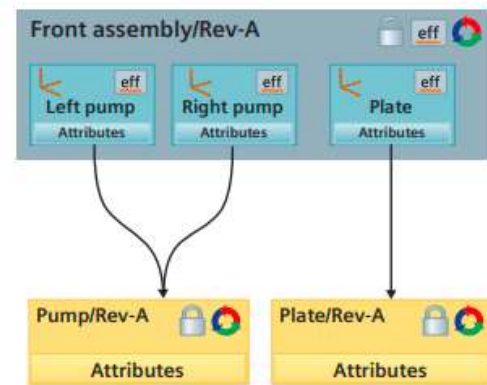 Front assembly/Rev-A
eff
eff
eff
eff
Left pump
Right pump
Plate
Attributes
Attributes
Attributes
Pump/Rev-A
Plate/Rev-A
Attributes
Attributes